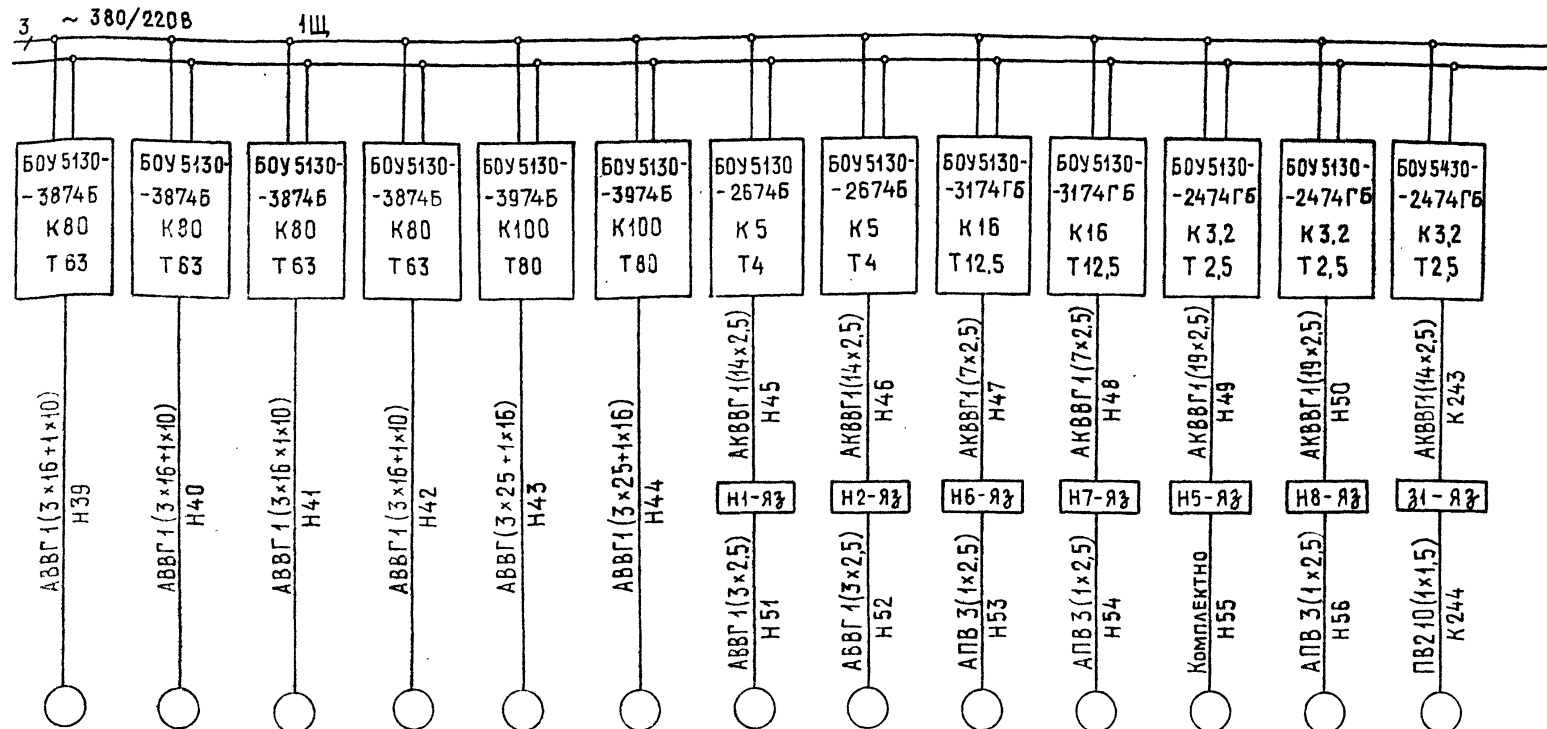 3
~ 380/220В
1Щ
БОУ5130-
-3874Б
К80
Т63
БОУ5130-
-3874Б
К80
Т63
БОУ5130-
-3874Б
К80
Т63
БОУ5130-
-3874Б
К80
Т63
БОУ5130-
-3974Б
К100
Т80
БОУ5130-
-3974Б
К100
Т80
БОУ5130
-2674Б
К5
Т4
БОУ5130-
-2674Б
К5
Т4
БОУ5130-
-3174ГБ
К16
Т12,5
БОУ5130-
-3174ГБ
К16
Т12,5
БОУ5130-
-2474ГБ
К3,2
Т2,5
БОУ5130-
-2474ГБ
К3,2
Т2,5
БОУ5430-
-2474ГБ
К3,2
Т2,5
АВВГ1(3×16+1×10)
Н39
АВВГ1(3×16+1×10)
Н40
АВВГ1(3×16×1×10)
Н41
АВВГ1(3×16+1×10)
Н42
АВВГ(3×25+1×16)
Н43
АВВГ1(3×25+1×16)
Н44
АКВВГ1(14×2,5)
Н45
АКВВГ1(14×2,5)
Н46
АКВВГ1(7×2,5)
Н47
АКВВГ1(7×2,5)
Н48
АКВВГ1(19×2,5)
Н49
АКВВГ1(19×2,5)
Н50
АКВВГ1(14×2,5)
К243
Н1-ЯЗ
Н2-ЯЗ
Н6-ЯЗ
Н7-ЯЗ
Н5-ЯЗ
Н8-ЯЗ
З1-ЯЗ
АВВГ1(3×2,5)
Н51
АВВГ1(3×2,5)
Н52
АПВ3(1×2,5)
Н53
АПВ3(1×2,5)
Н54
Комплектно
Н55
АПВ3(1×2,5)
Н56
ПВ210(1×1,5)
К244